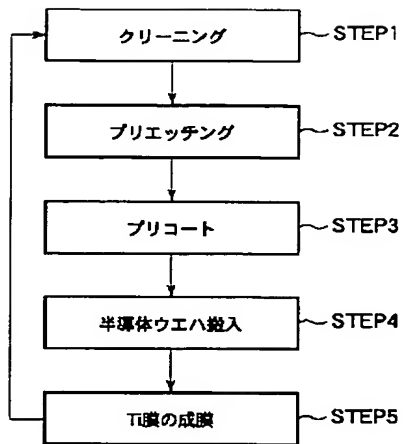 クリーニング STEP1
プリエッチング STEP2
プリコート STEP3
半導体ウエハ搬入 STEP4
Ti膜の成膜 STEP5